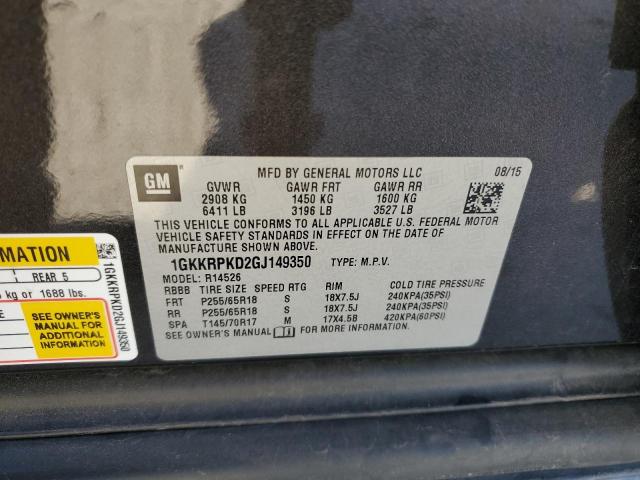 GM
MFD BY GENERAL MOTORS LLC 08/15
GVWR GAWR FRT GAWR RR
2908 KG 1450 KG 1600 KG
6411 LB 3196 LB 3527 LB
THIS VEHICLE CONFORMS TO ALL APPLICABLE U.S. FEDERAL MOTOR
VEHICLE SAFETY STANDARDS IN EFFECT ON THE DATE OF
MANUFACTURE SHOWN ABOVE.
1GKKRPKD2GJ149350 TYPE: M.P.V.
MODEL: R14526
RBBB TIRE SIZE SPEED RTG RIM COLD TIRE PRESSURE
FRT P255/65R18 S 18X7.5J 240KPA(35PSI)
RR P255/65R18 S 18X7.5J 240KPA(35PSI)
SPA T145/70R17 M 17X4.5B 420KPA(60PSI)
SEE OWNER'S MANUAL FOR MORE INFORMATION.
RMATION
REAR 5
kg or 1688 lbs.
SEE OWNER'S
MANUAL FOR
ADDITIONAL
INFORMATION
1GKKRPKD2GJ149350